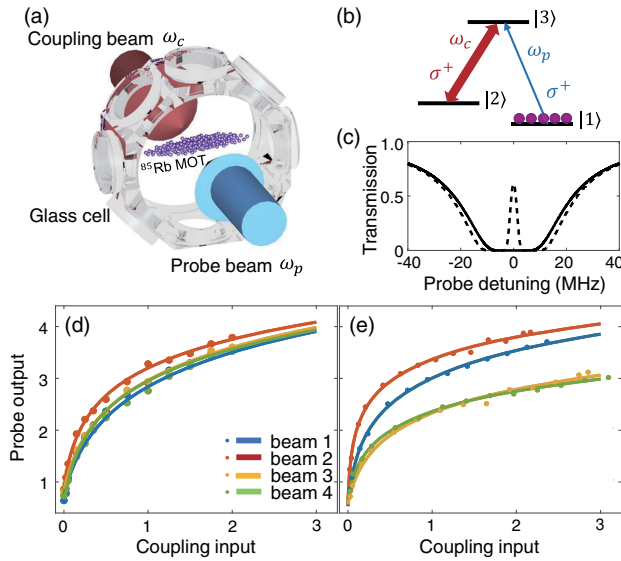 (a)
Coupling beam ω_c
⁸⁵Rb MOT
Glass cell
Probe beam ω_p
(b)
|3⟩
ω_c
ω_p
σ⁺
σ⁺
|2⟩
|1⟩
(c)
Transmission
1.0
0.5
0
-40
-20
0
20
40
Probe detuning (MHz)
(d)
Probe output
4
3
2
1
0
1
2
3
Coupling input
beam 1
beam 2
beam 3
beam 4
(e)
0
1
2
3
Coupling input